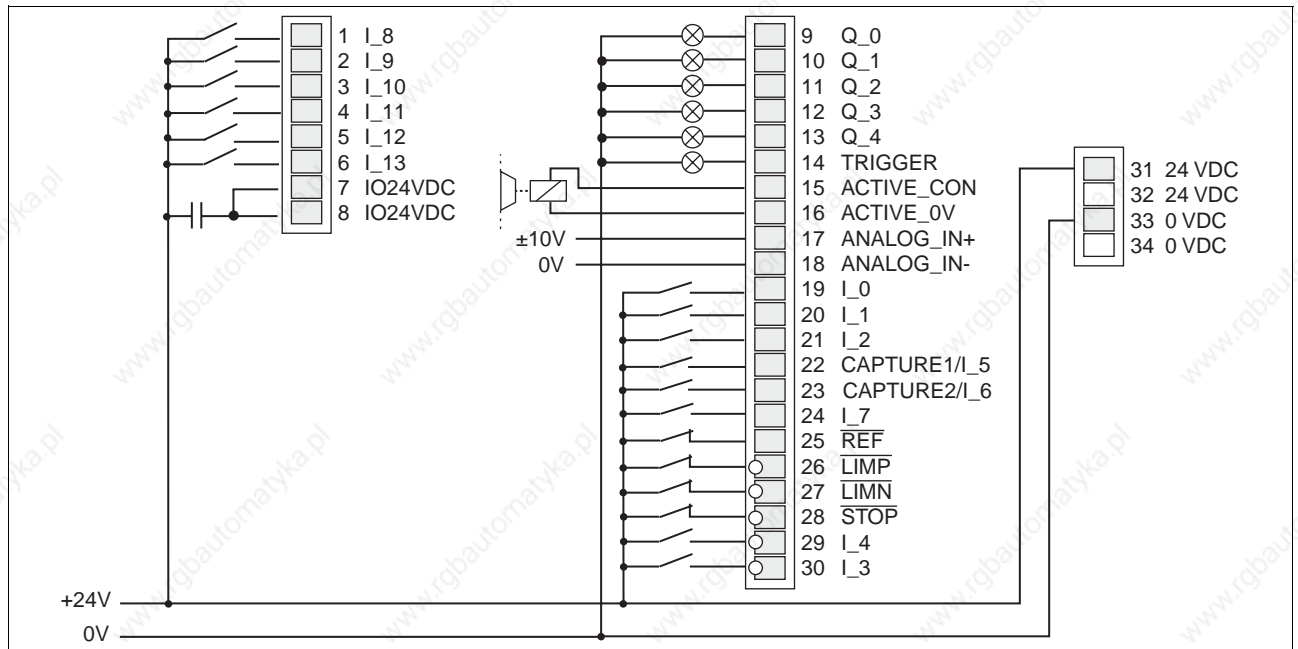 1 I_8
2 I_9
3 I_10
4 I_11
5 I_12
6 I_13
7 IO24VDC
8 IO24VDC
9 Q_0
10 Q_1
11 Q_2
12 Q_3
13 Q_4
14 TRIGGER
15 ACTIVE_CON
16 ACTIVE_0V
±10V
17 ANALOG_IN+
0V
18 ANALOG_IN-
19 I_0
20 I_1
21 I_2
22 CAPTURE1/I_5
23 CAPTURE2/I_6
24 I_7
25 REF
26 LIMP
27 LIMN
28 STOP
29 I_4
30 I_3
31 24 VDC
32 24 VDC
33 0 VDC
34 0 VDC
+24V
0V
www.rgbautomatyka.pl